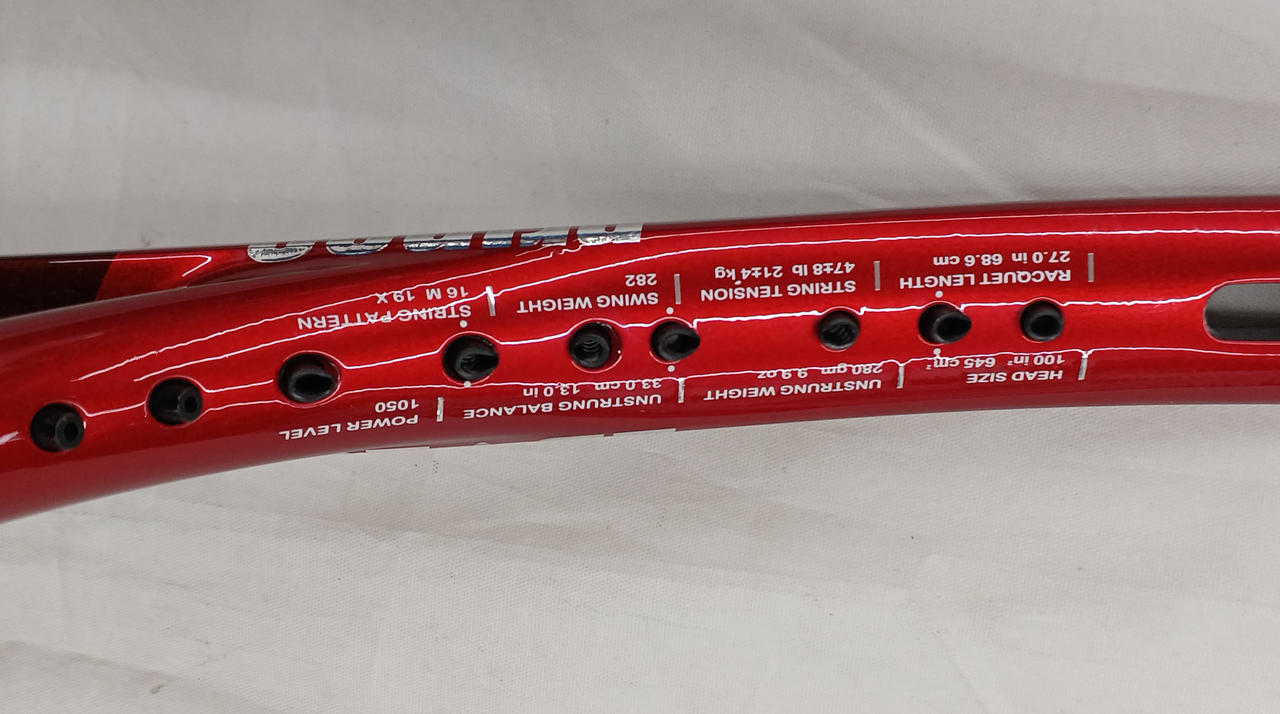 HEAD SIZE
100 in² 645 cm²
UNSTRUNG WEIGHT
280 gm 9.9 oz
UNSTRUNG BALANCE
33.0 cm 13.0 in
POWER LEVEL
1050
RACQUET LENGTH
27.0 in 68.6 cm
STRING TENSION
47±8 lb 21±4 kg
SWING WEIGHT
282
STRING PATTERN
16 M 19 X